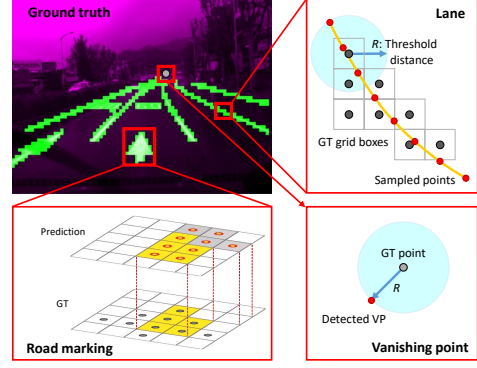 Ground truth
Lane
R: Threshold
distance
GT grid boxes
Sampled points
Prediction
GT
Road marking
GT point
R
Detected VP
Vanishing point